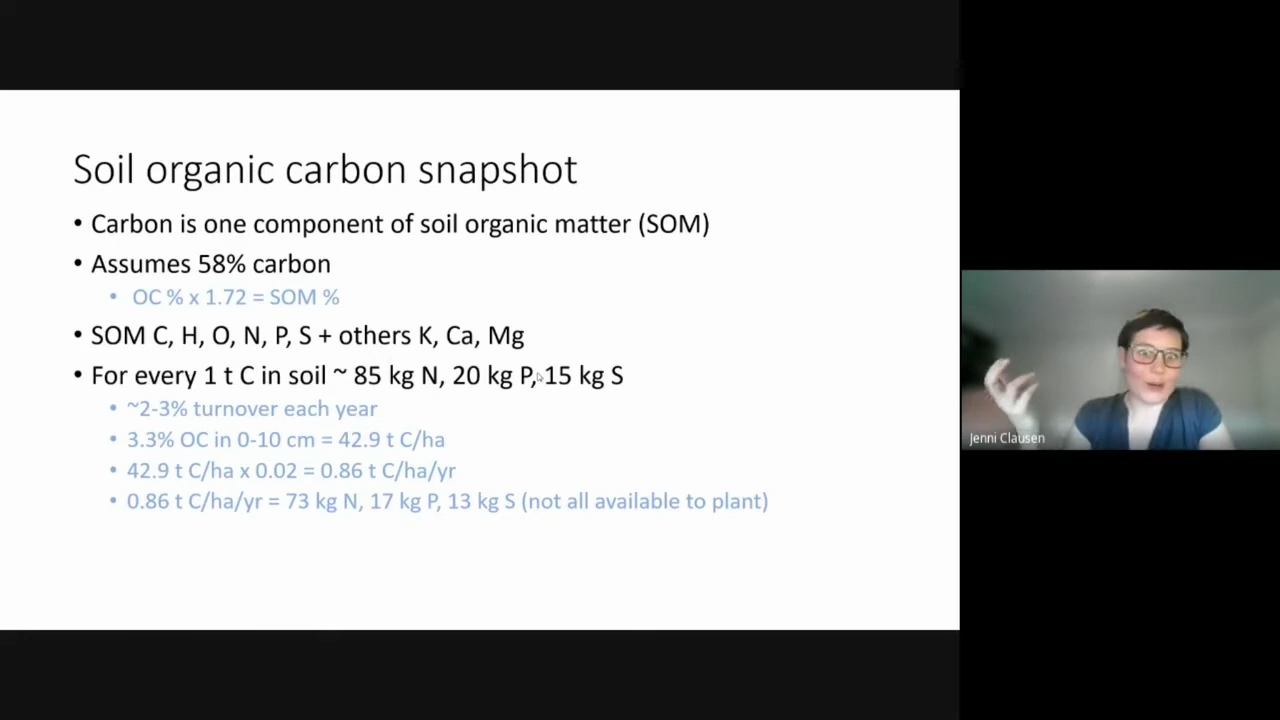 Soil organic carbon snapshot
• Carbon is one component of soil organic matter (SOM)
• Assumes 58% carbon
• OC % x 1.72 = SOM %
• SOM C, H, O, N, P, S + others K, Ca, Mg
• For every 1 t C in soil ~ 85 kg N, 20 kg P, 15 kg S
• ~2-3% turnover each year
• 3.3% OC in 0-10 cm = 42.9 t C/ha
• 42.9 t C/ha x 0.02 = 0.86 t C/ha/yr
• 0.86 t C/ha/yr = 73 kg N, 17 kg P, 13 kg S (not all available to plant)
Jenni Clausen